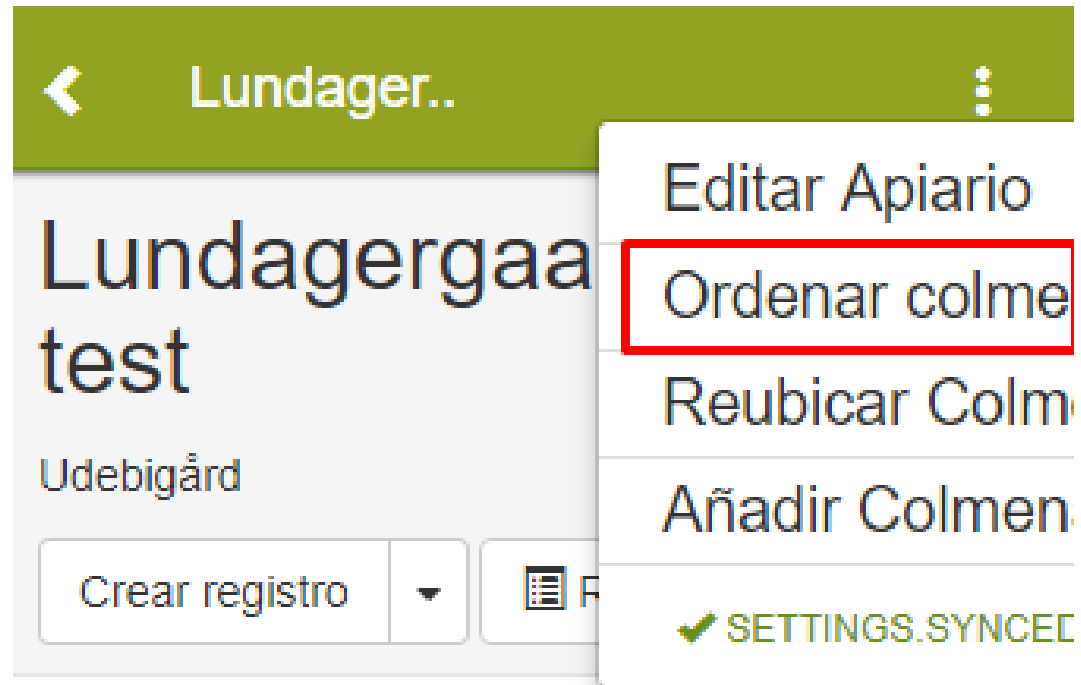 Lundager..
Editar Apiario
Lundagergaa
Ordenar colme
test
Reubicar Colm
Udebigård
Añadir Colmen
Crear registro
SETTINGS.SYNCED